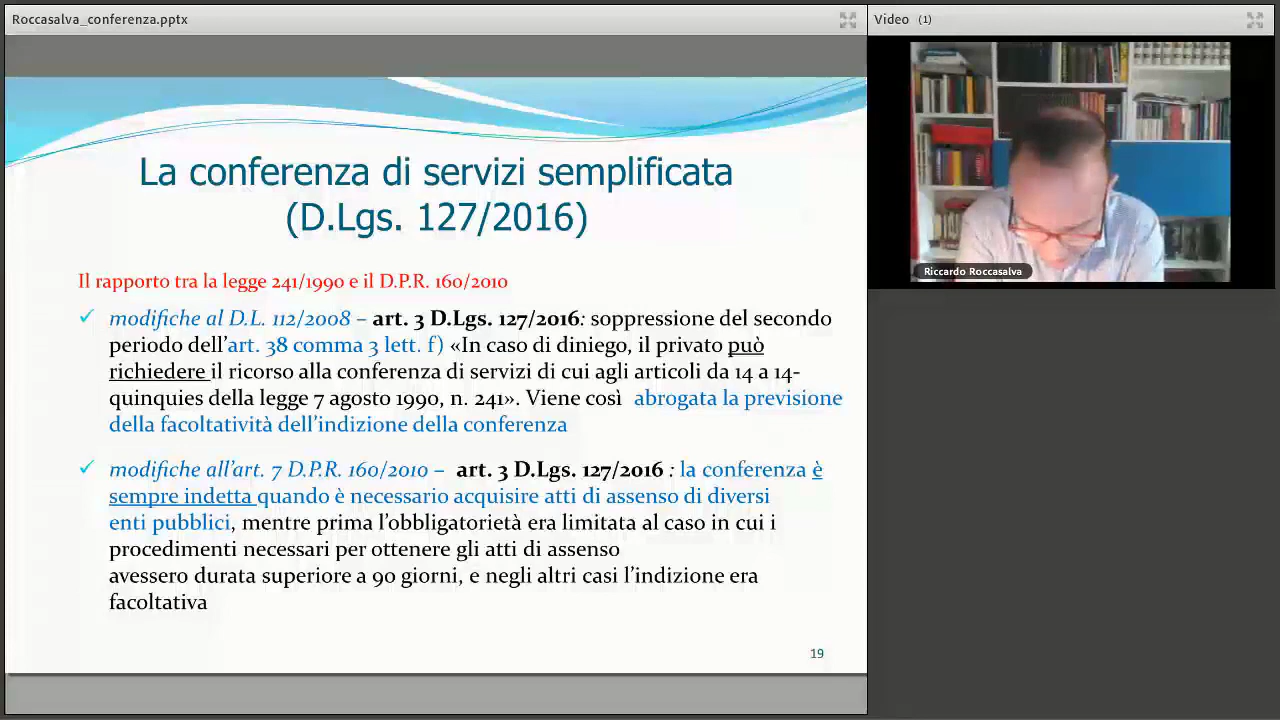 Roccasalva_conferenza.pptx
Video (1)
La conferenza di servizi semplificata
(D.Lgs. 127/2016)
Il rapporto tra la legge 241/1990 e il D.P.R. 160/2010
✓ modifiche al D.L. 112/2008 – art. 3 D.Lgs. 127/2016: soppressione del secondo
periodo dell'art. 38 comma 3 lett. f) «In caso di diniego, il privato può
richiedere il ricorso alla conferenza di servizi di cui agli articoli da 14 a 14-
quinquies della legge 7 agosto 1990, n. 241». Viene così abrogata la previsione
della facoltatività dell'indizione della conferenza
✓ modifiche all'art. 7 D.P.R. 160/2010 – art. 3 D.Lgs. 127/2016 : la conferenza è
sempre indetta quando è necessario acquisire atti di assenso di diversi
enti pubblici, mentre prima l'obbligatorietà era limitata al caso in cui i
procedimenti necessari per ottenere gli atti di assenso
avessero durata superiore a 90 giorni, e negli altri casi l'indizione era
facoltativa
19
Riccardo Roccasalva